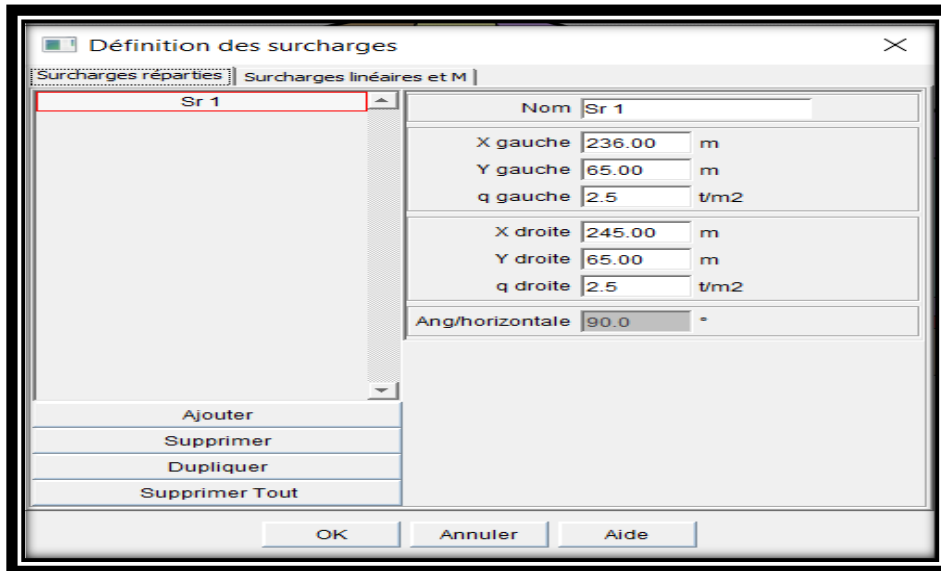 Définition des surcharges
Surcharges réparties Surcharges linéaires et M
Sr 1
Nom Sr 1
X gauche 236.00 m
Y gauche 65.00 m
q gauche 2.5 t/m2
X droite 245.00 m
Y droite 65.00 m
q droite 2.5 t/m2
Ang/horizontale 90.0 °
Ajouter
Supprimer
Dupliquer
Supprimer Tout
OK Annuler Aide